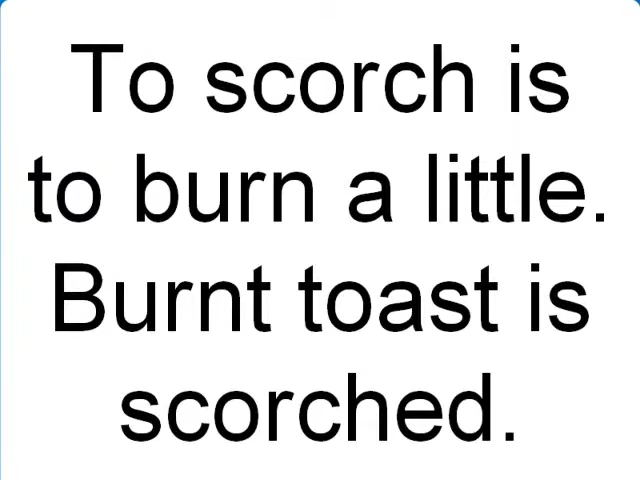 To scorch is
to burn a little.
Burnt toast is
scorched.